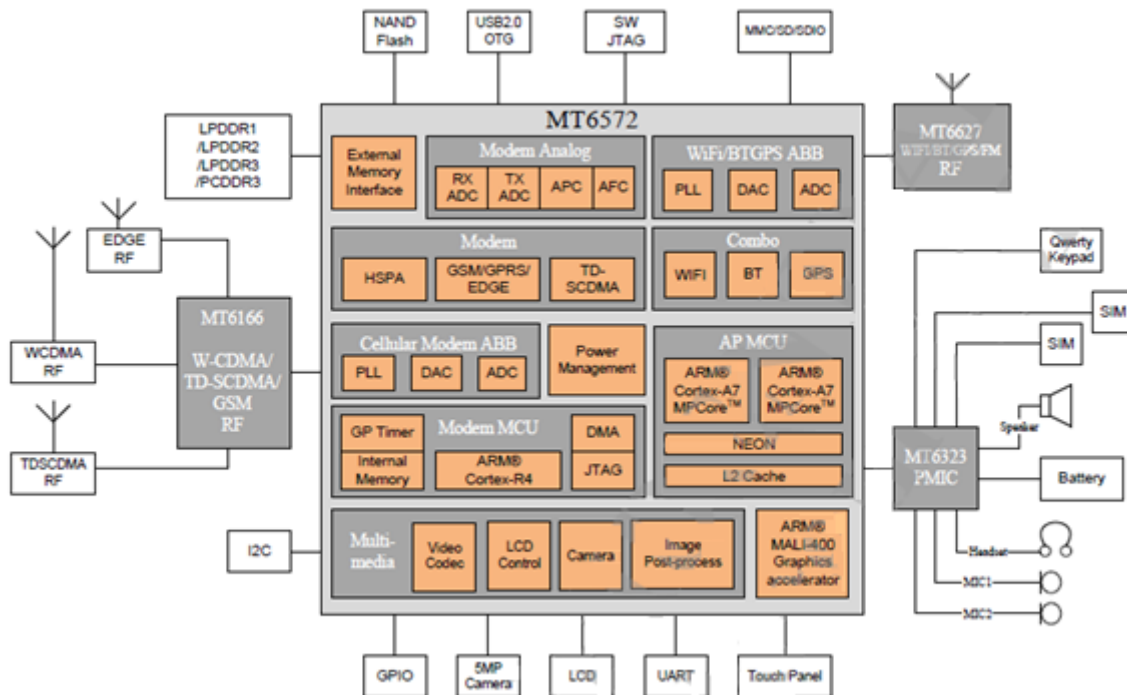 NAND
Flash
USB2.0
OTG
SW
JTAG
MMC/SD/SDIO
LPDDR1
/LPDDR2
/LPDDR3
/PCDDR3
EDGE
RF
WCDMA
RF
TDSCDMA
RF
MT6166
W-CDMA/
TD-SCDMA/
GSM
RF
I2C
MT6572
External
Memory
Interface
Modem Analog
RX
ADC
TX
ADC
APC
AFC
WiFi/BTGPS ABB
PLL
DAC
ADC
Modem
HSPA
GSM/GPRS/
EDGE
TD-
SCDMA
Combo
WIFI
BT
GPS
Cellular Modem ABB
PLL
DAC
ADC
Power
Management
AP MCU
ARM®
Cortex-A7
MPCore™
ARM®
Cortex-A7
MPCore™
NEON
L2 Cache
Modem MCU
GP Timer
Internal
Memory
ARM®
Cortex-R4
DMA
JTAG
Multi-
media
Video
Codec
LCD
Control
Camera
Image
Post-process
ARM®
MALI-400
Graphics
accelerator
MT6627
WIFI/BT/GPS/FM
RF
Qwerty
Keypad
SIM
SIM
Speaker
MT6323
PMIC
Battery
Headset
MIC1
MIC2
GPIO
5MP
Camera
LCD
UART
Touch Panel